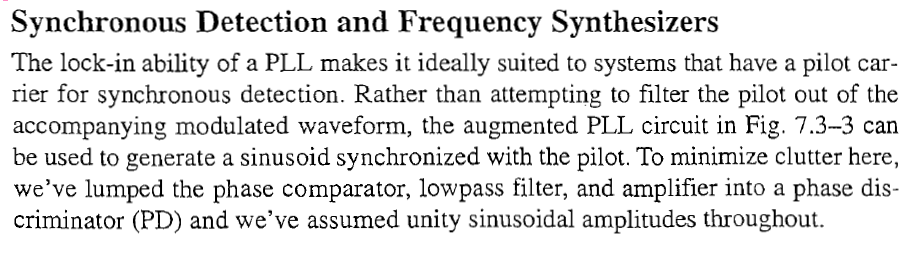 Synchronous Detection and Frequency Synthesizers
The lock-in ability of a PLL makes it ideally suited to systems that have a pilot car-
rier for synchronous detection. Rather than attempting to filter the pilot out of the
accompanying modulated waveform, the augmented PLL circuit in Fig. 7.3–3 can
be used to generate a sinusoid synchronized with the pilot. To minimize clutter here,
we've lumped the phase comparator, lowpass filter, and amplifier into a phase dis-
criminator (PD) and we've assumed unity sinusoidal amplitudes throughout.